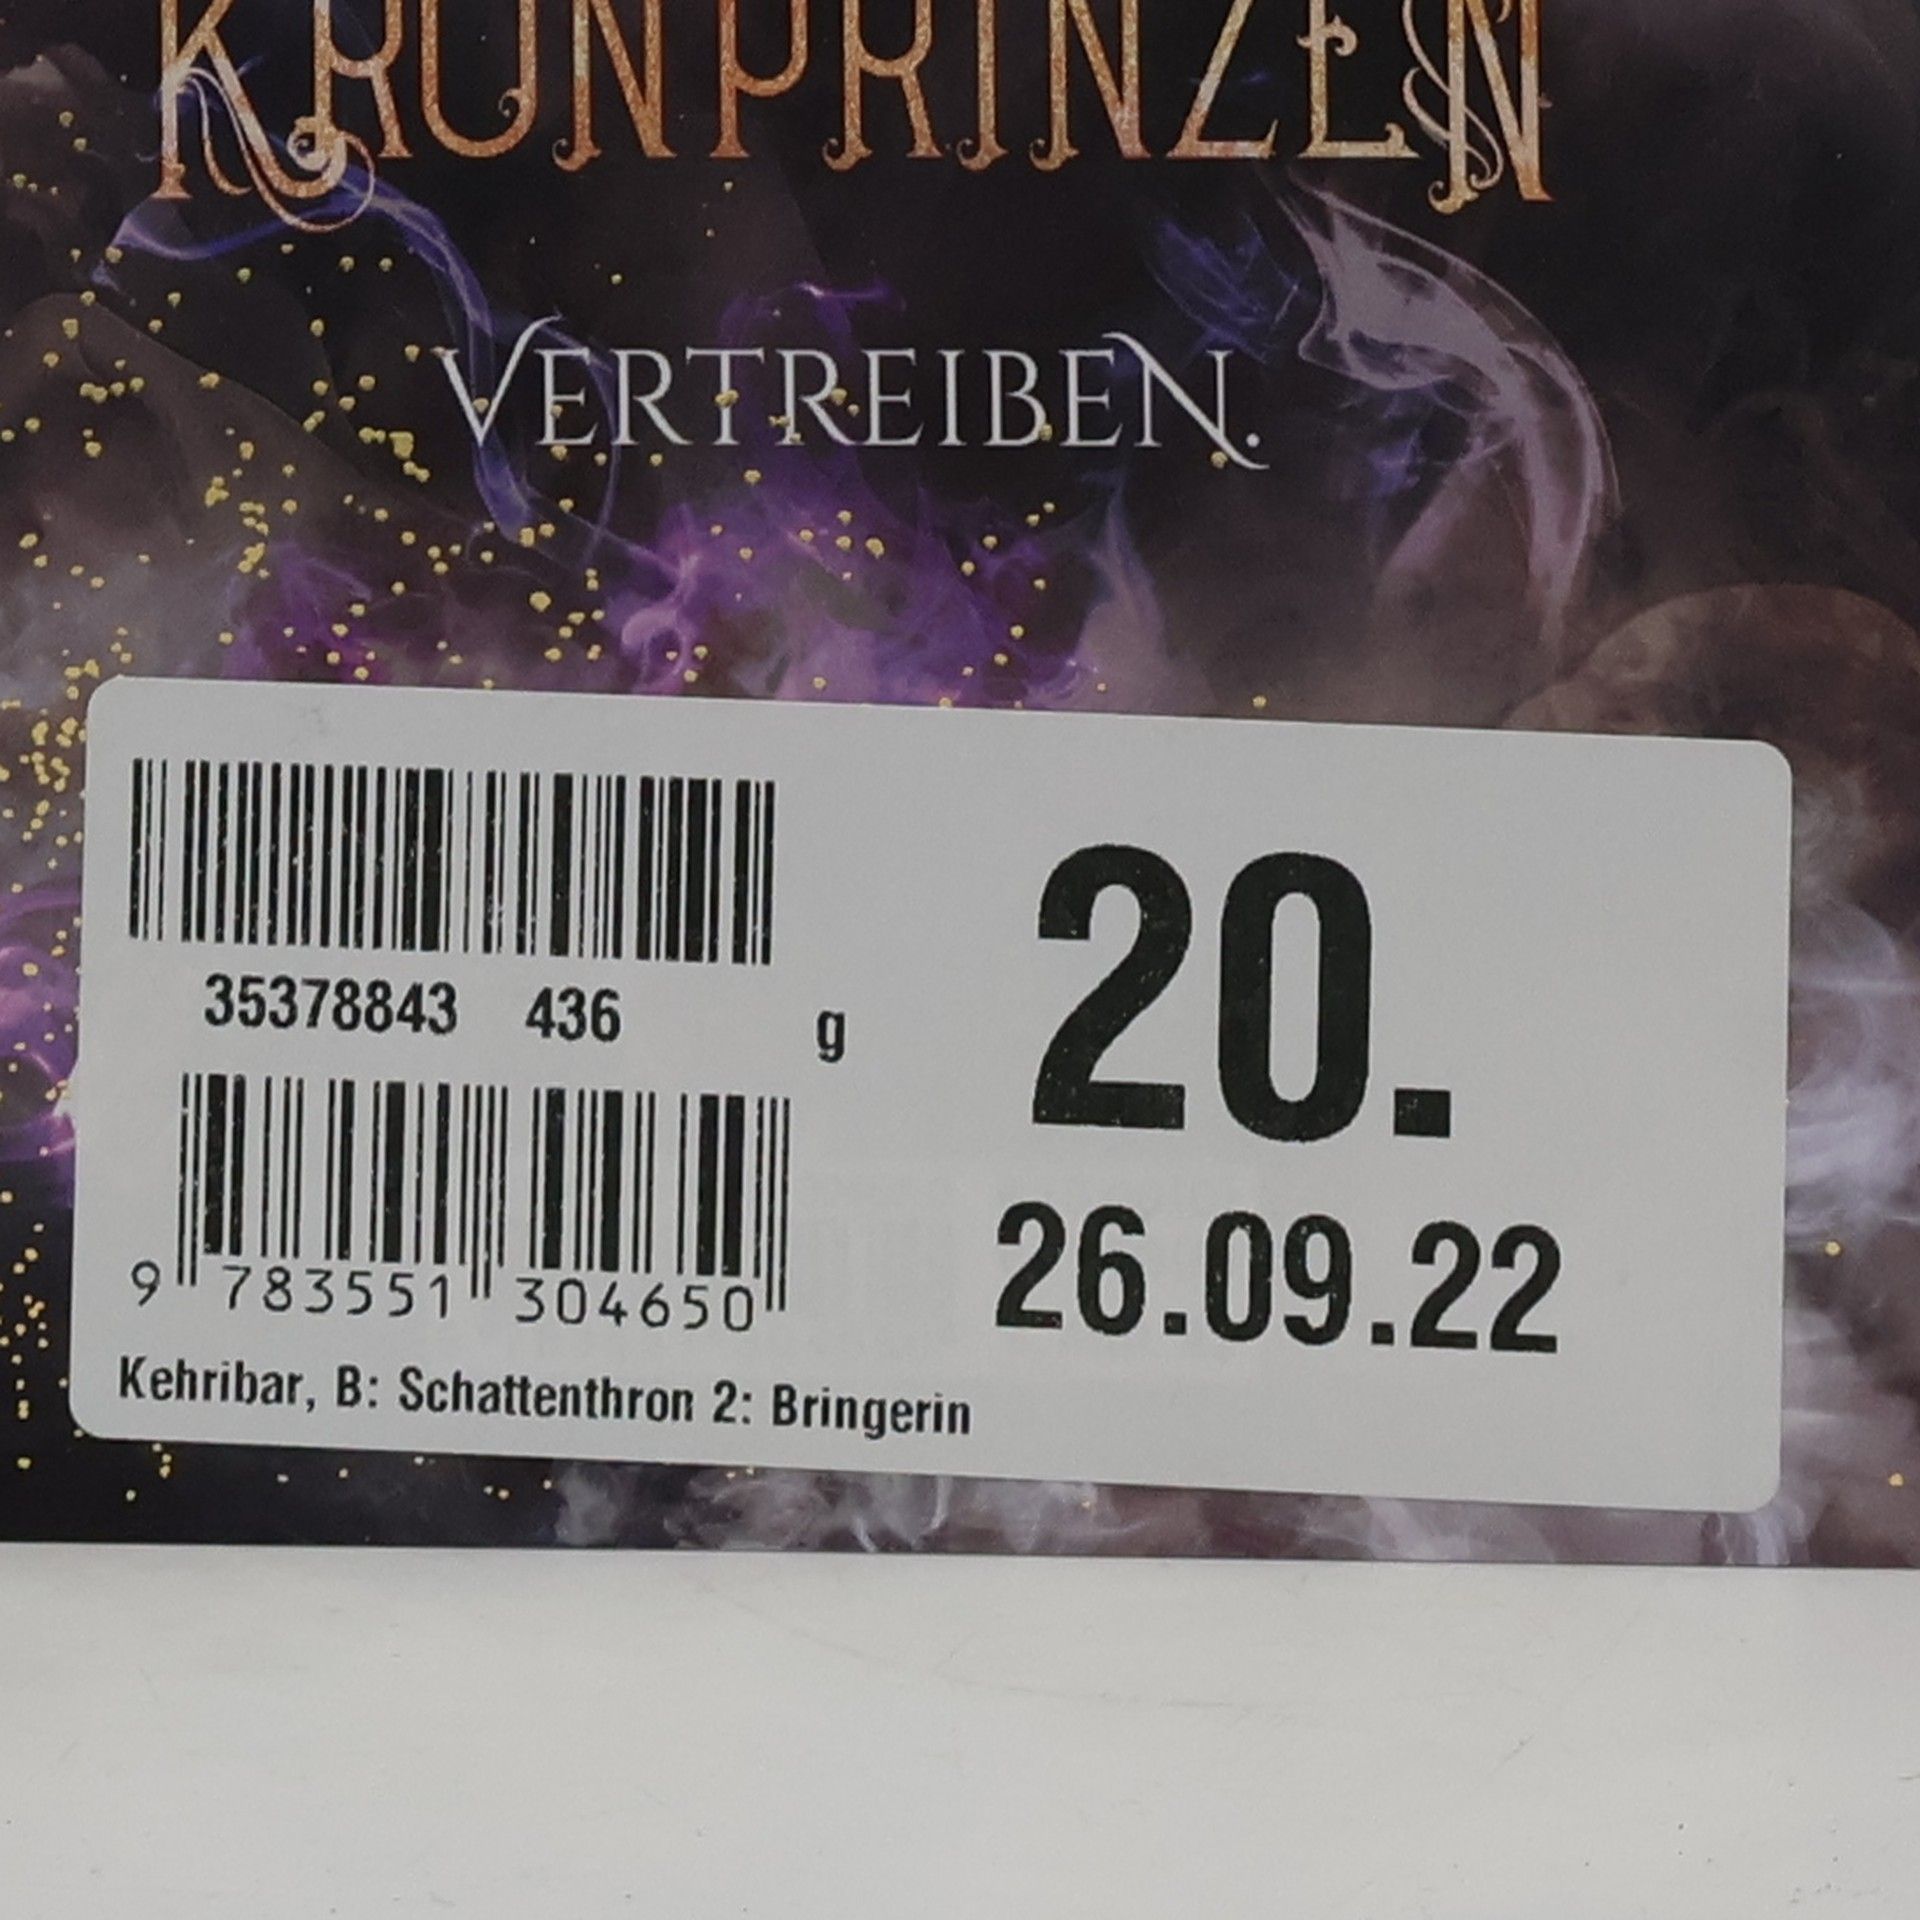 KRONPRINZEN
VERTREIBEN.
35378843 436 g
20.
9 783551 304650
26.09.22
Kehribar, B: Schattenthron 2: Bringerin